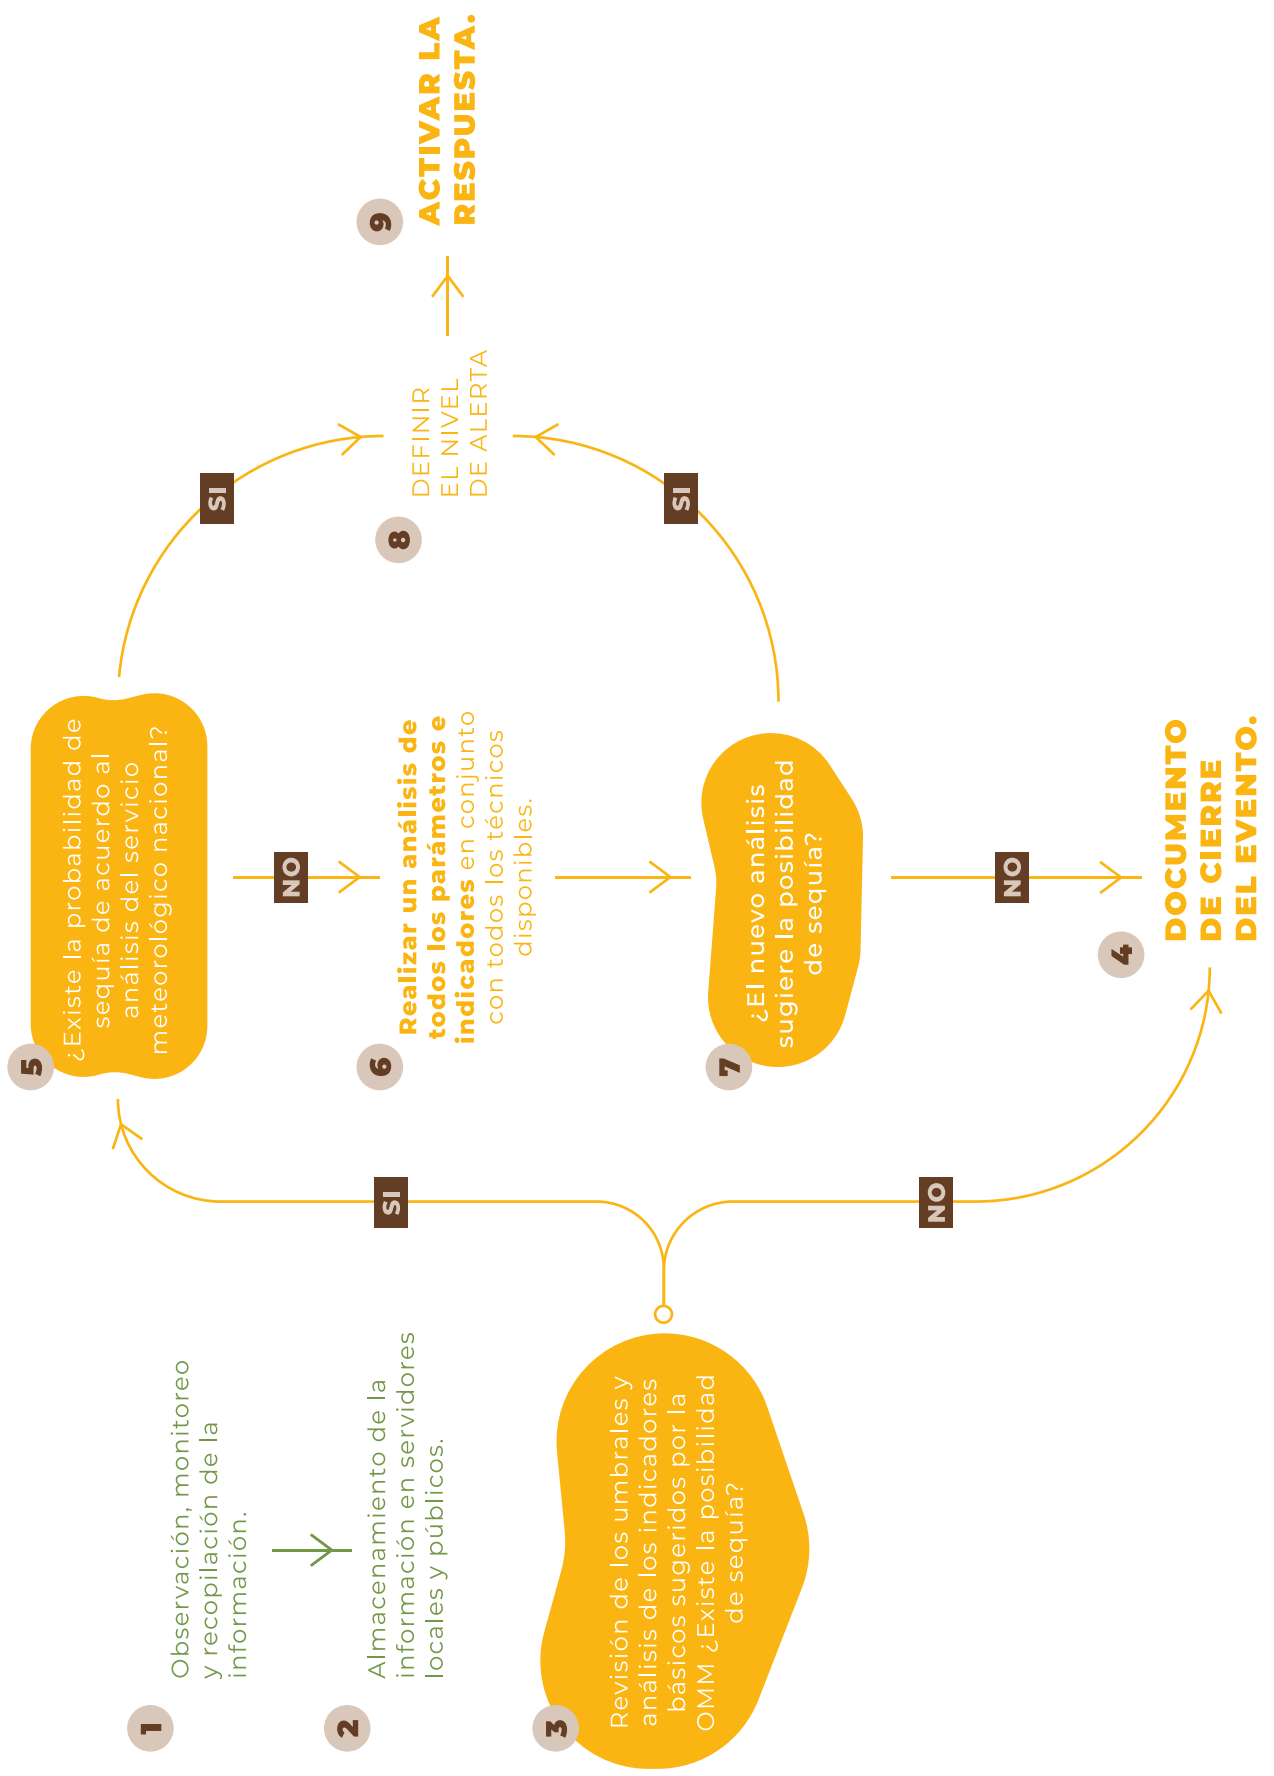 1
Observación, monitoreo
y recopilación de la
información.
2
Almacenamiento de la
información en servidores
locales y públicos.
3
Revisión de los umbrales y
análisis de los indicadores
básicos sugeridos por la
OMM ¿Existe la posibilidad
de sequía?
SI
NO
5
¿Existe la probabilidad de
sequía de acuerdo al
análisis del servicio
meteorológico nacional?
NO
6
Realizar un análisis de
todos los parámetros e
indicadores en conjunto
con todos los técnicos
disponibles.
7
¿El nuevo análisis
sugiere la posibilidad
de sequía?
NO
4
DOCUMENTO
DE CIERRE
DEL EVENTO.
SI
SI
8
DEFINIR
EL NIVEL
DE ALERTA
9
ACTIVAR LA
RESPUESTA.